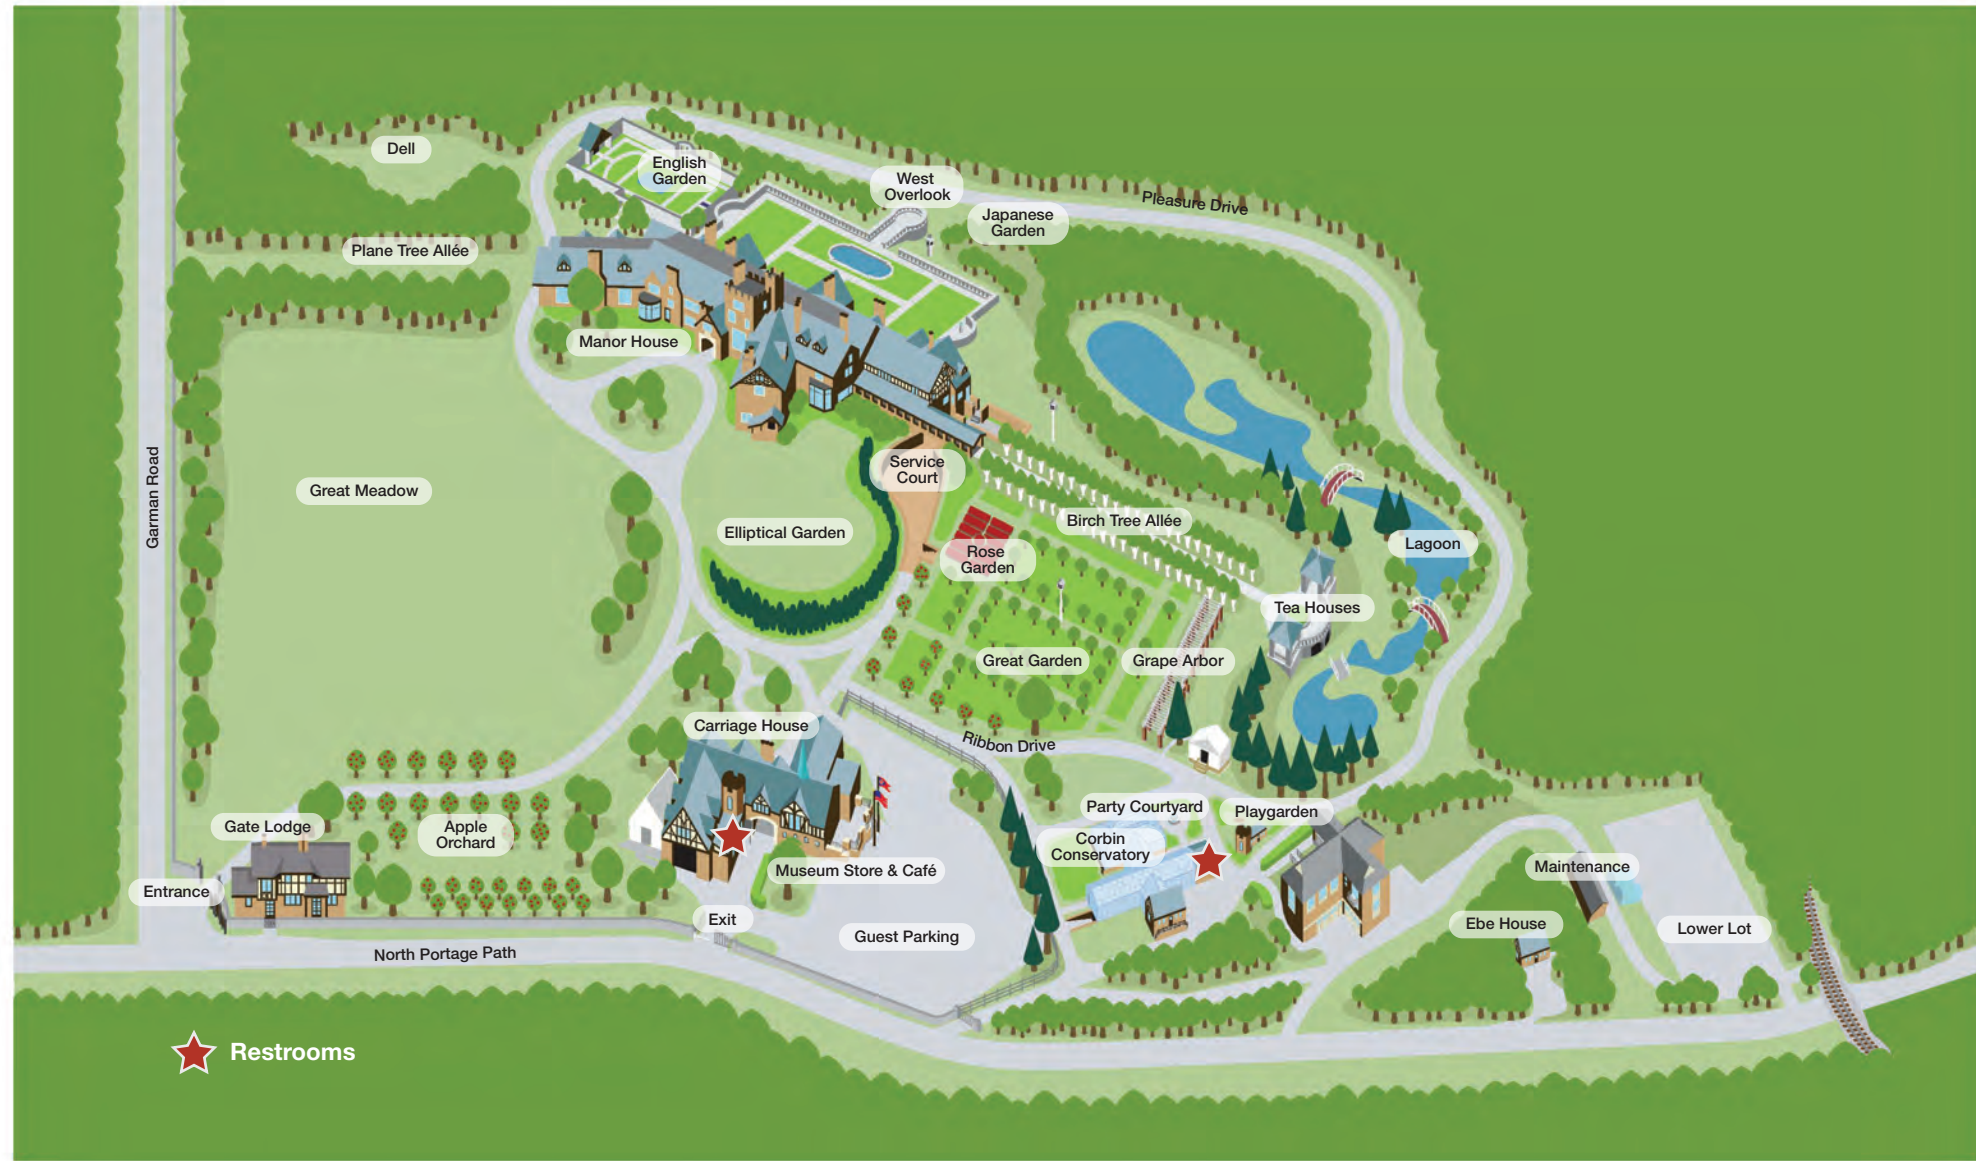 Dell
English
Garden
West
Overlook
Pleasure Drive
Japanese
Garden
Plane Tree Allée
Manor House
Garman Road
Great Meadow
Service
Court
Elliptical Garden
Birch Tree Allée
Rose
Garden
Lagoon
Tea Houses
Great Garden
Grape Arbor
Carriage House
Ribbon Drive
Party Courtyard
Playgarden
Gate Lodge
Apple
Orchard
Corbin
Conservatory
Museum Store & Café
Maintenance
Entrance
Exit
Ebe House
Lower Lot
Guest Parking
North Portage Path
Restrooms